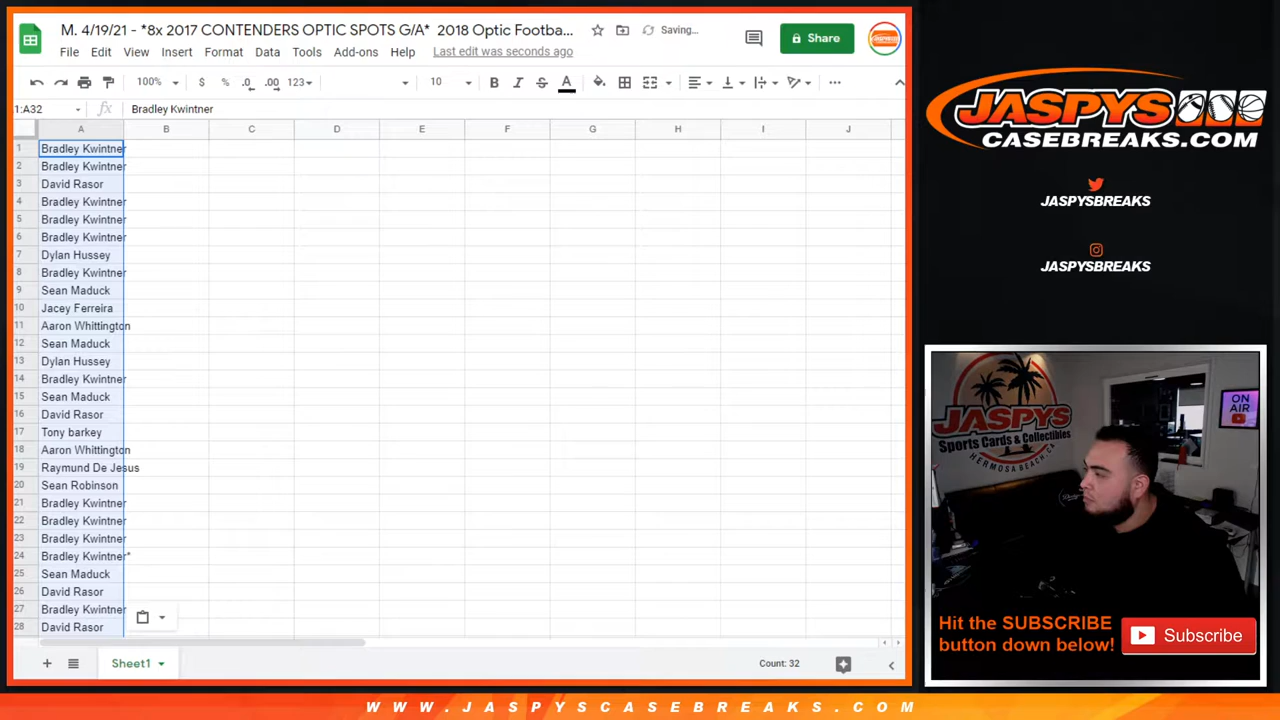 M. 4/19/21 - *8x 2017 CONTENDERS OPTIC SPOTS G/A* 2018 Optic Footba...
Saving...
Share
File Edit View Insert Format Data Tools Add-ons Help Last edit was seconds ago
100% $ % .0 .00 123 10 B I S A
1:A32 fx Bradley Kwintner
A B C D E F G H I J
1 Bradley Kwintner
2 Bradley Kwintner
3 David Rasor
4 Bradley Kwintner
5 Bradley Kwintner
6 Bradley Kwintner
7 Dylan Hussey
8 Bradley Kwintner
9 Sean Maduck
10 Jacey Ferreira
11 Aaron Whittington
12 Sean Maduck
13 Dylan Hussey
14 Bradley Kwintner
15 Sean Maduck
16 David Rasor
17 Tony barkey
18 Aaron Whittington
19 Raymund De Jesus
20 Sean Robinson
21 Bradley Kwintner
22 Bradley Kwintner
23 Bradley Kwintner
24 Bradley Kwintner*
25 Sean Maduck
26 David Rasor
27 Bradley Kwintner
28 David Rasor
Sheet1
Count: 32
JASPYS
CASEBREAKS.COM
JASPYSBREAKS
JASPYSBREAKS
JASPYS
Sports Cards & Collectibles
HERMOSA BEACH, CA
ON
AIR
Hit the SUBSCRIBE
button down below!
Subscribe
WWW.JASPYSCASEBREAKS.COM